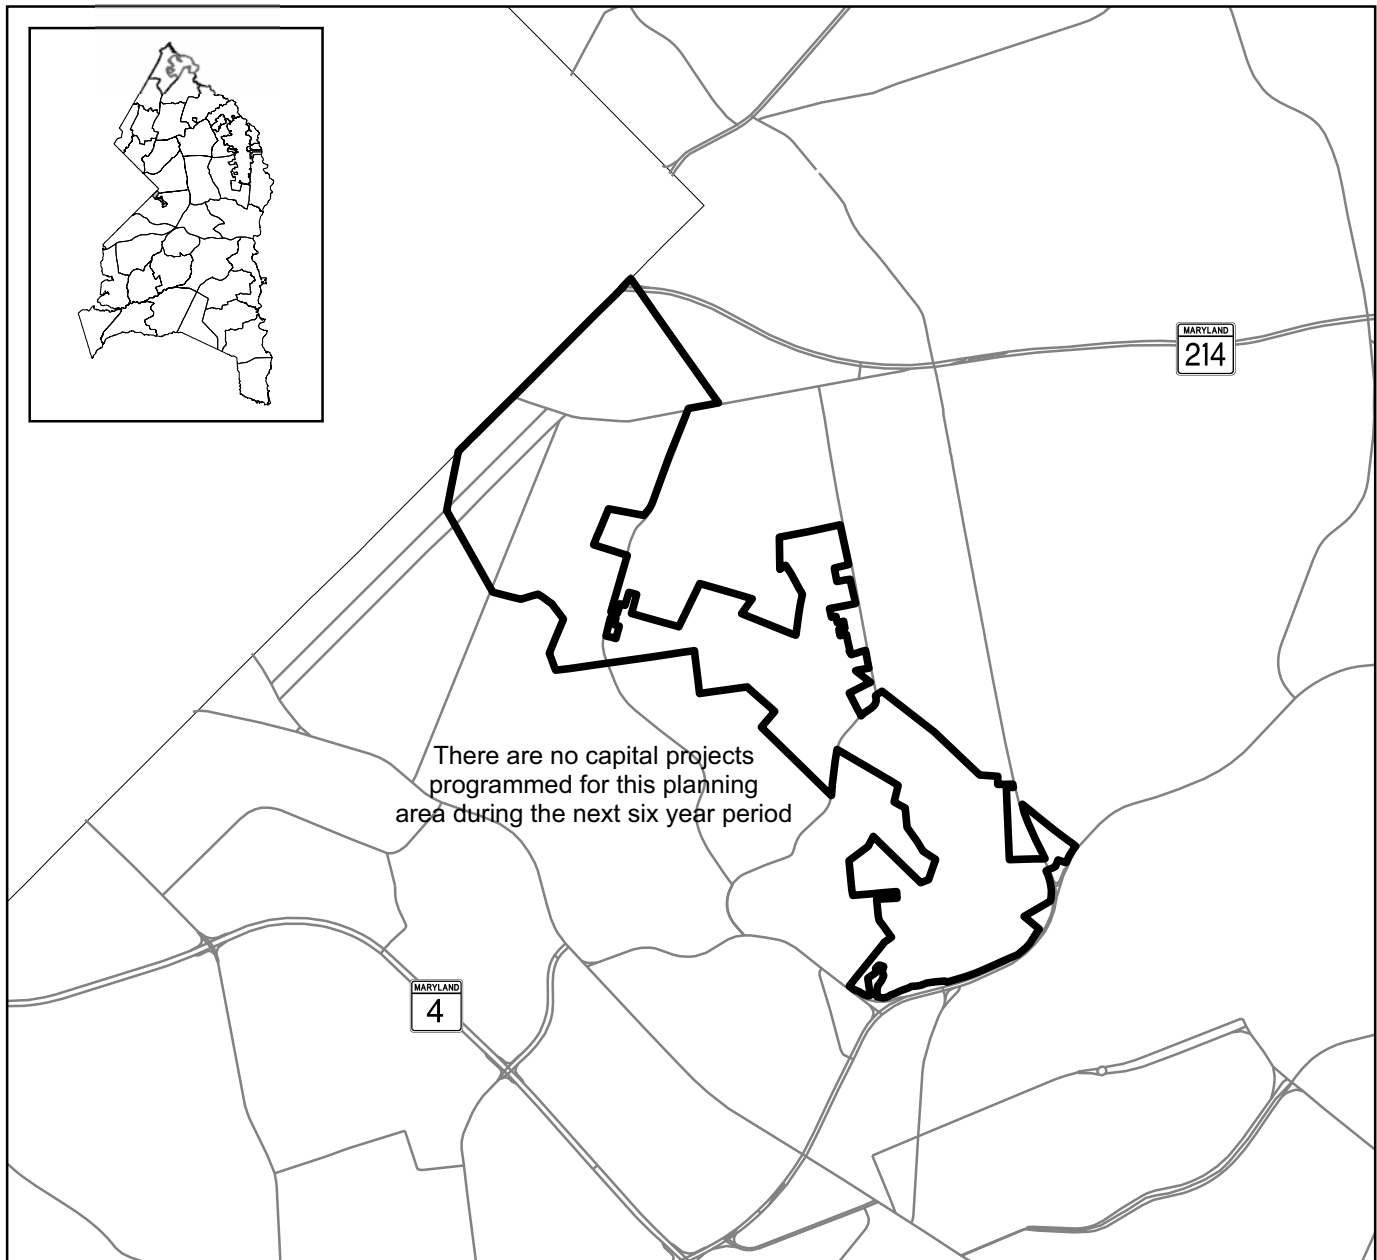 MARYLAND
214
There are no capital projects
programmed for this planning
area during the next six year period
MARYLAND
4